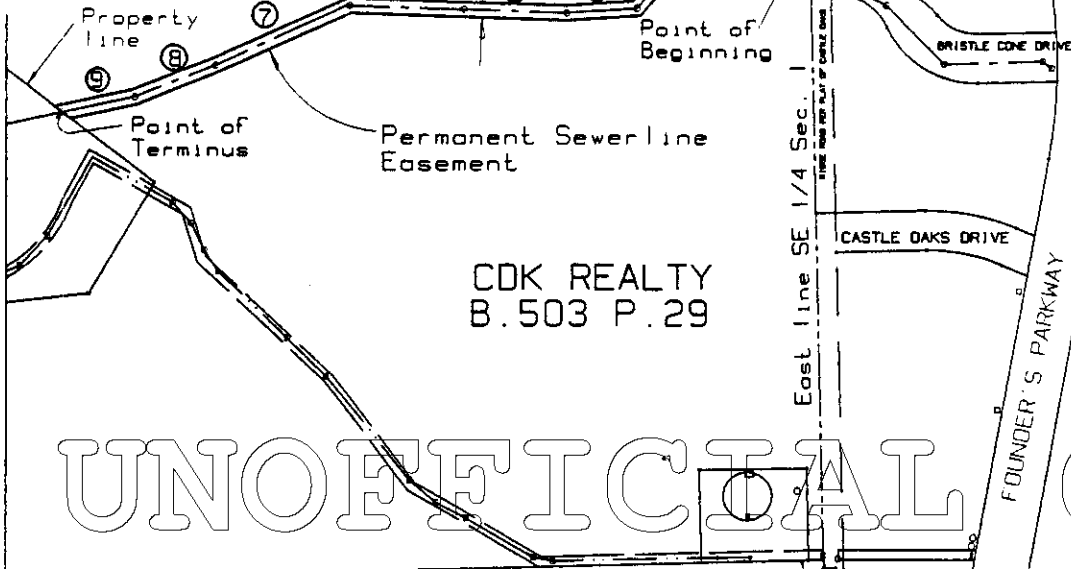 Property
line
⑦
⑧
⑨
Point of
Terminus
Permanent Sewerline
Easement
Point of
Beginning
East line SE 1/4 Sec. 1
BRISTLE CONE DRIVE
CASTLE OAKS DRIVE
FOUNDER'S PARKWAY
CDK REALTY
B.503 P.29
UNOFFICIAL